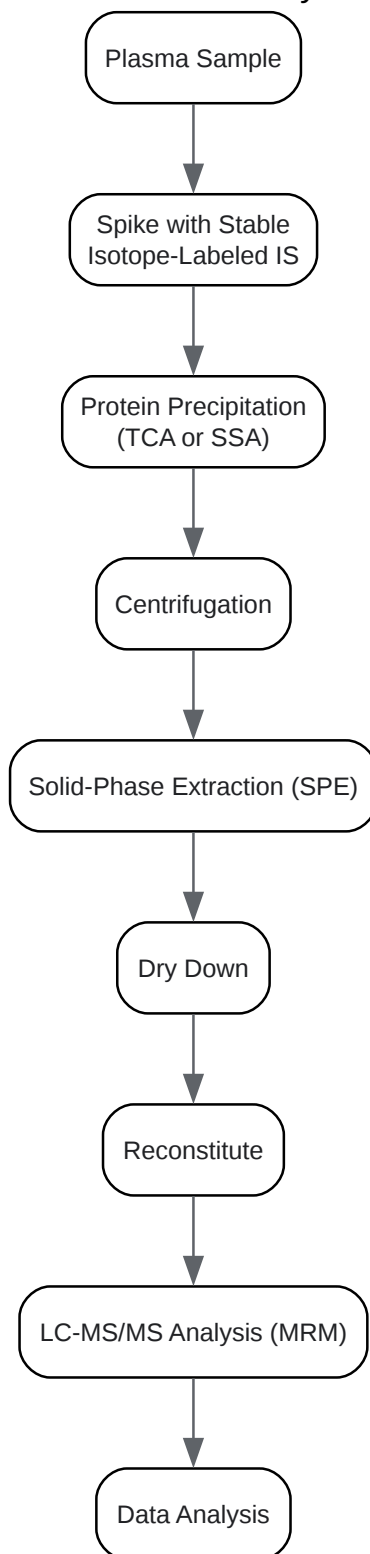 Plasma Sample
Spike with Stable
Isotope-Labeled IS
Protein Precipitation
(TCA or SSA)
Centrifugation
Solid-Phase Extraction (SPE)
Dry Down
Reconstitute
LC-MS/MS Analysis (MRM)
Data Analysis